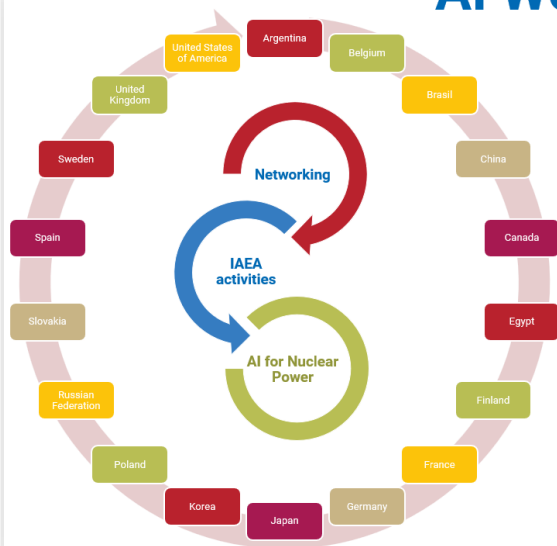 AI W
Argentina
Belgium
Brasil
China
Canada
Egypt
Finland
France
Germany
Japan
Korea
Poland
Russian
Federation
Slovakia
Spain
Sweden
United
Kingdom
United States
of America
Networking
IAEA
activities
AI for Nuclear
Power